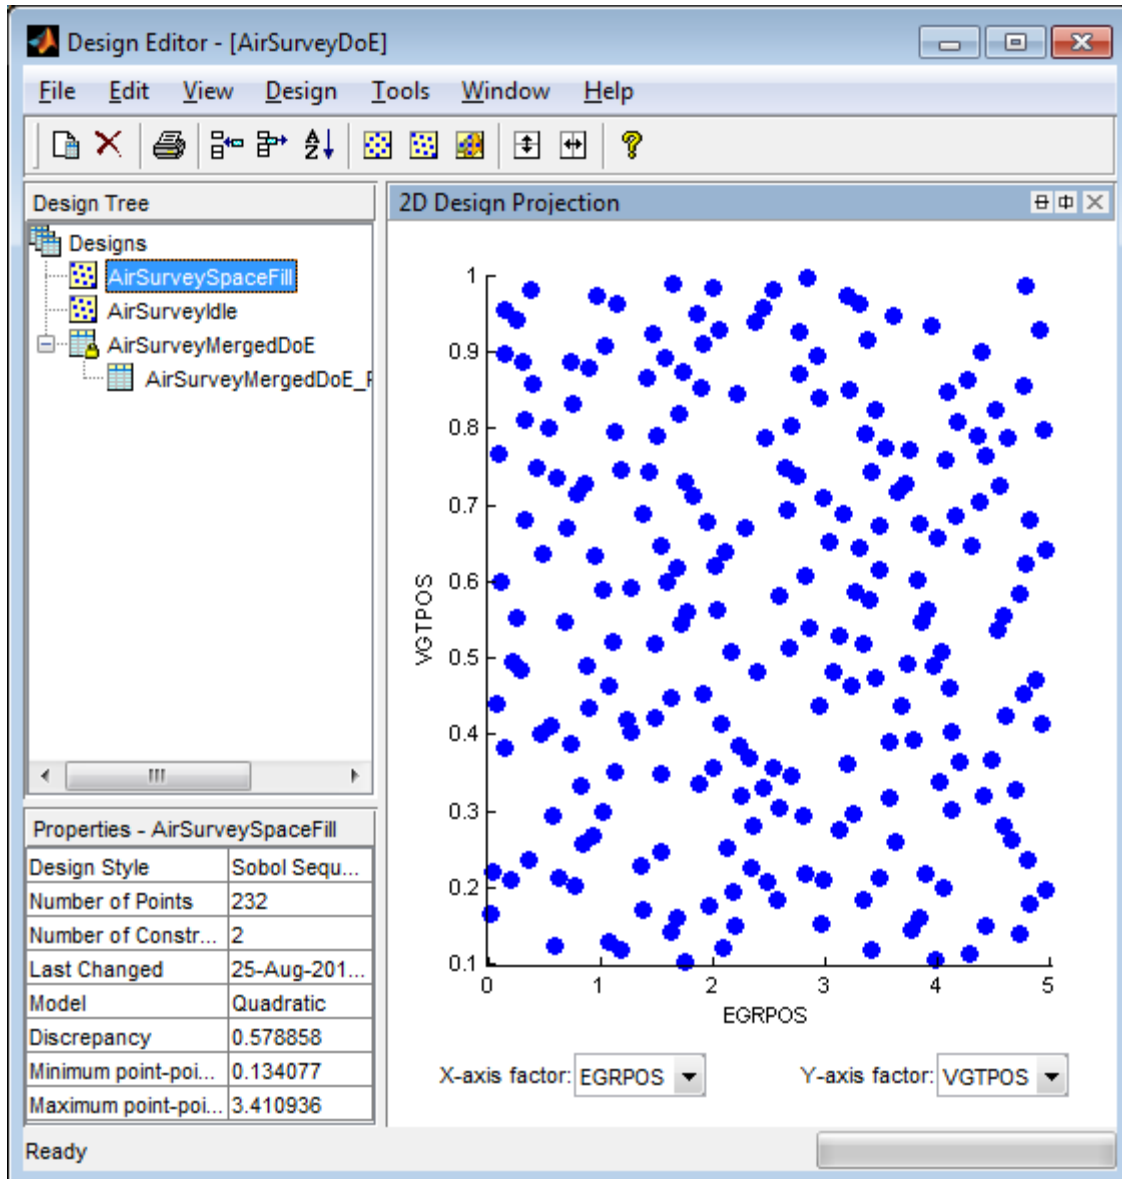 Design Editor - [AirSurveyDoE]
File Edit View Design Tools Window Help
Design Tree
Designs
AirSurveySpaceFill
AirSurveyIdle
AirSurveyMergedDoE
AirSurveyMergedDoE_F
Properties - AirSurveySpaceFill
Design Style Sobol Sequ...
Number of Points 232
Number of Constr... 2
Last Changed 25-Aug-201...
Model Quadratic
Discrepancy 0.578858
Minimum point-poi... 0.134077
Maximum point-poi... 3.410936
2D Design Projection
1
0.9
0.8
0.7
0.6
0.5
0.4
0.3
0.2
0.1
VGTPOS
0 1 2 3 4 5
EGRPOS
X-axis factor: EGRPOS Y-axis factor: VGTPOS
Ready